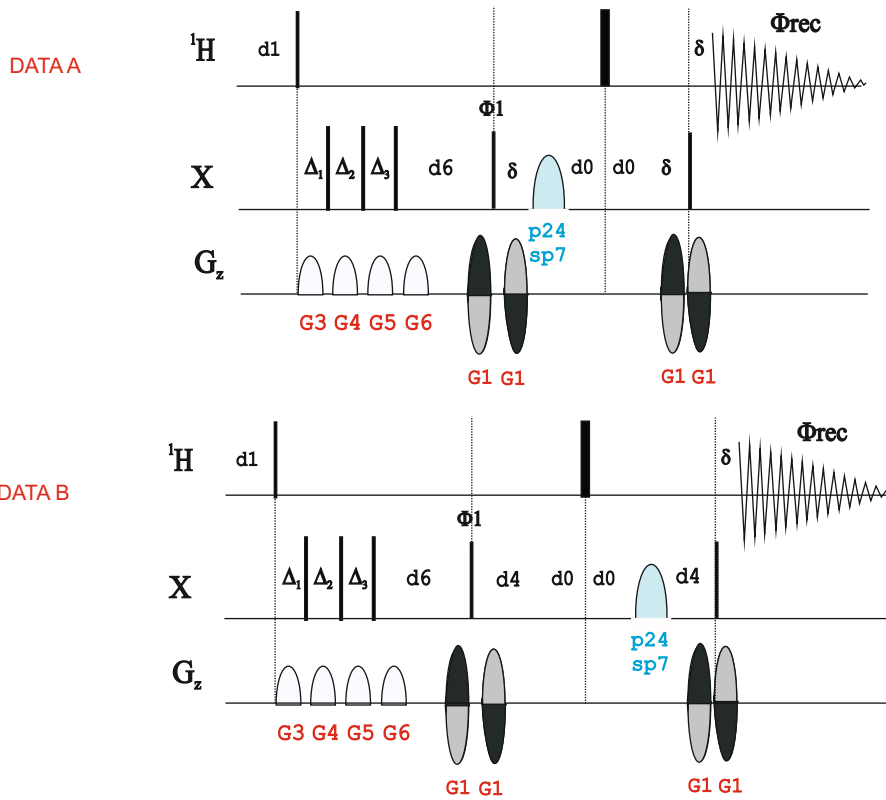 Φrec
¹H d1 δ
DATA A
Φ1
X Δ₁ Δ₂ Δ₃ d6 δ d0 d0 δ
p24
sp7
Gz
G3 G4 G5 G6
G1 G1 G1 G1
Φrec
¹H d1 δ
DATA B
Φ1
X Δ₁ Δ₂ Δ₃ d6 d4 d0 d0 d4
p24
sp7
Gz
G3 G4 G5 G6
G1 G1 G1 G1